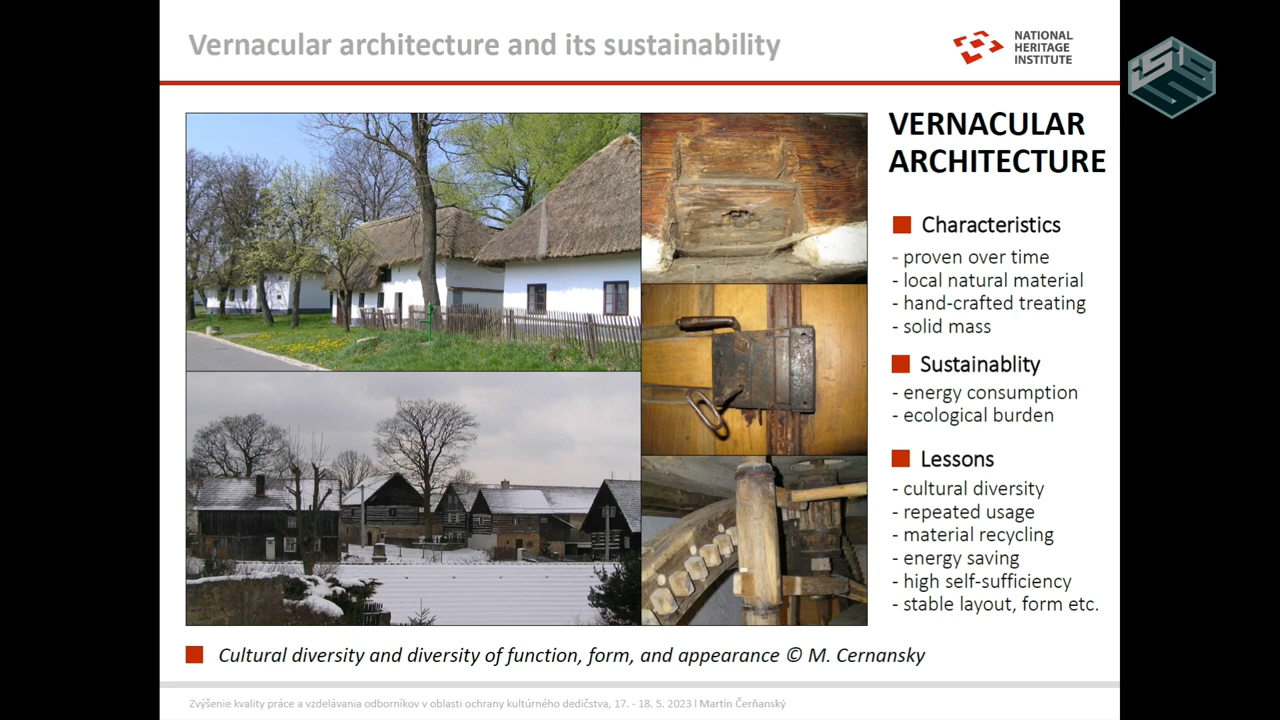 Vernacular architecture and its sustainability
NATIONAL
HERITAGE
INSTITUTE
VERNACULAR
ARCHITECTURE
Characteristics
- proven over time
- local natural material
- hand-crafted treating
- solid mass
Sustainablity
- energy consumption
- ecological burden
Lessons
- cultural diversity
- repeated usage
- material recycling
- energy saving
- high self-sufficiency
- stable layout, form etc.
Cultural diversity and diversity of function, form, and appearance © M. Cernansky
Zvýšenie kvality práce a vzdelávania odborníkov v oblasti ochrany kultúrného dedičstva, 17. - 18. 5. 2023 I Martin Čerňanský